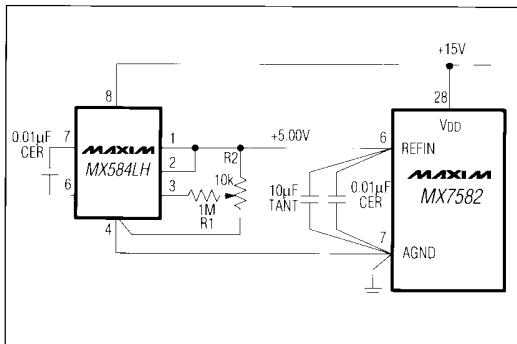 +15V
8
28
0.01µF
CER
7
MAXIM
MX584LH
1
2
3
6
4
R2
10k
1M
R1
+5.00V
10µF
TANT
0.01µF
CER
6
7
VDD
REFIN
MAXIM
MX7582
AGND